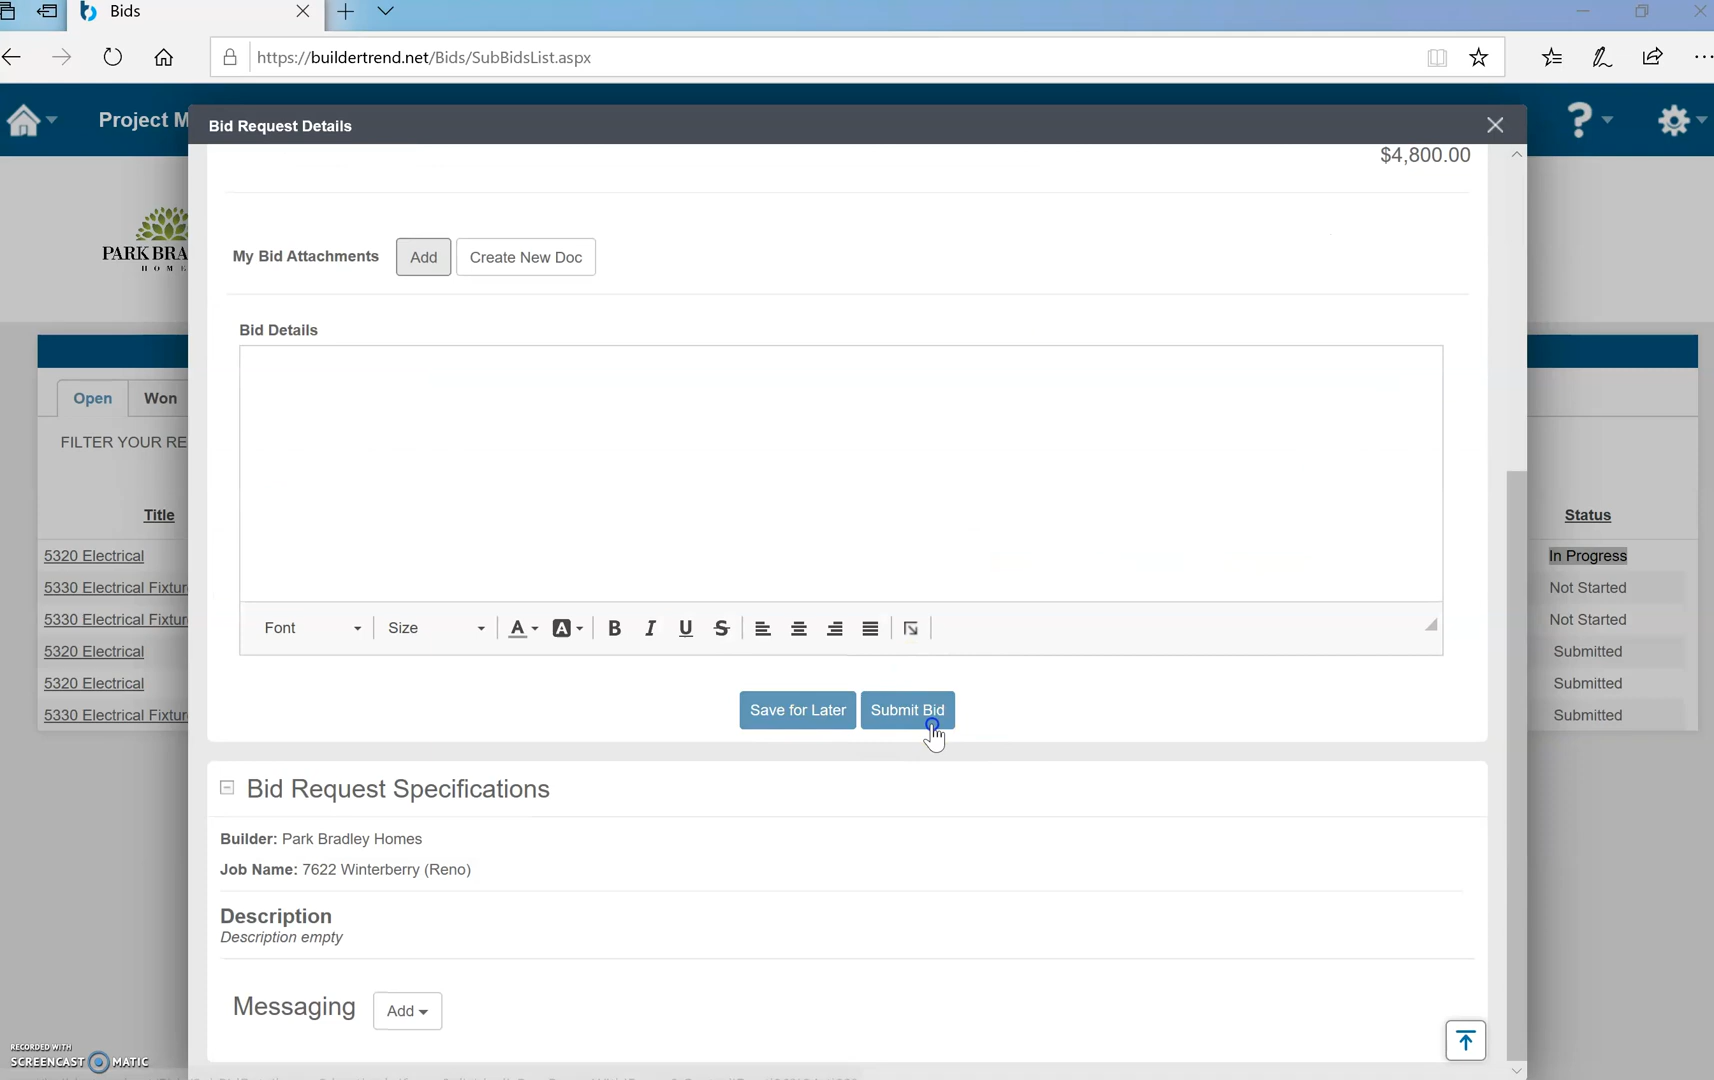 Bids
https://buildertrend.net/Bids/SubBidsList.aspx
Project M
?
Bid Request Details
$4,800.00
PARK BRA
HOME
My Bid Attachments Add Create New Doc
Bid Details
Open Won
FILTER YOUR RE
Title Status
5320 Electrical In Progress
5330 Electrical Fixtur Not Started
5330 Electrical Fixtur Not Started
5320 Electrical Submitted
5320 Electrical Submitted
5330 Electrical Fixtur Submitted
Font Size A A B I U S
Save for Later Submit Bid
Bid Request Specifications
Builder: Park Bradley Homes
Job Name: 7622 Winterberry (Reno)
Description
Description empty
Messaging Add
RECORDED WITH
SCREENCAST MATIC